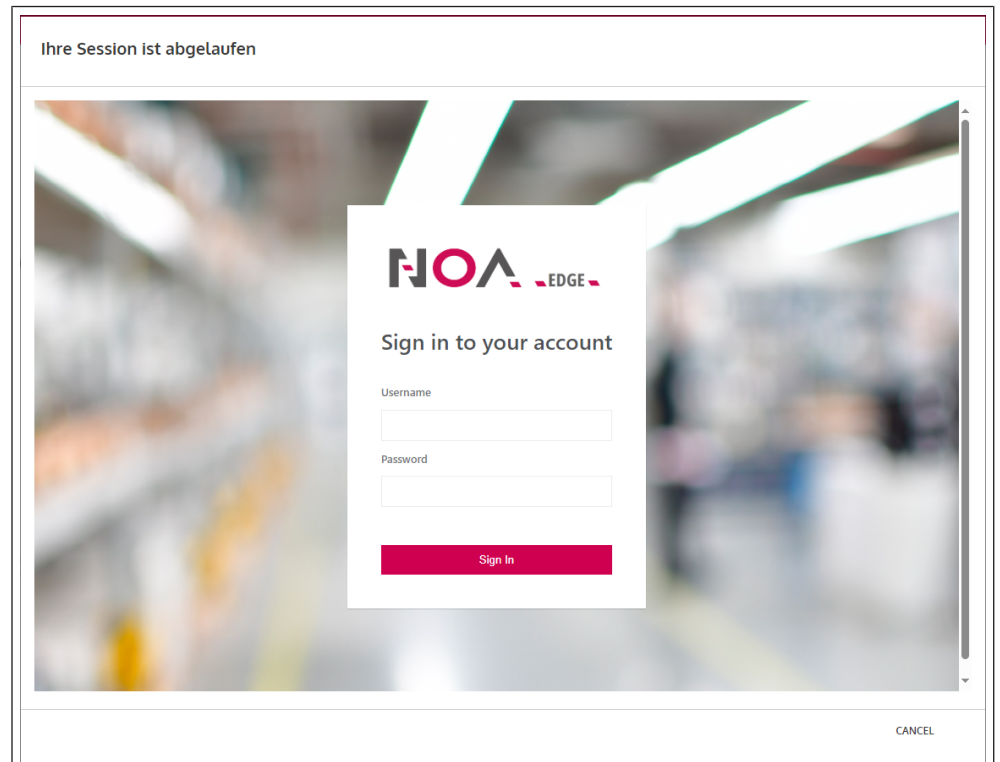 Ihre Session ist abgelaufen
NOA EDGE
Sign in to your account
Username
Password
Sign In
CANCEL